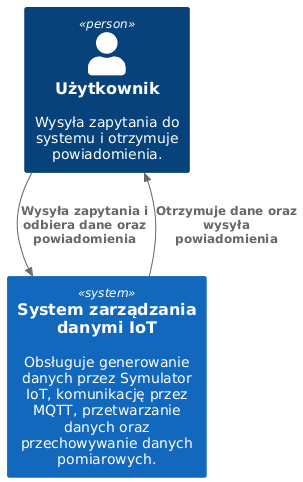 «person»
Użytkownik
Wysyła zapytania do
systemu i otrzymuje
powiadomienia.
Wysyła zapytania i
odbiera dane oraz
powiadomienia
Otrzymuje dane oraz
wysyła
powiadomienia
«system»
System zarządzania
danymi IoT
Obsługuje generowanie
danych przez Symulator
IoT, komunikację przez
MQTT, przetwarzanie
danych oraz
przechowywanie danych
pomiarowych.